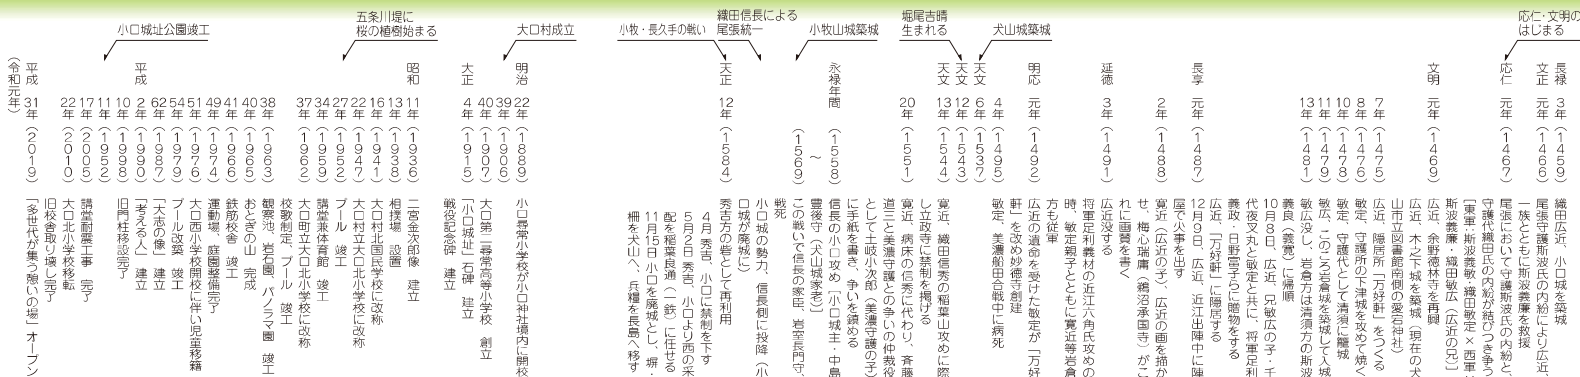 応仁・文明の
はじまる
犬山城築城
堀尾吉晴
生まれる
小牧山城築城
織田信長による
尾張統一
小牧・長久手の戦い
大口村成立
五条川堤に
桜の植樹始まる
小口城址公園竣工
長禄 3年(1459) 織田広近、小口城を築城
文正 元年(1466) 尾張守護斯波氏の内紛により広近、
一族とともに斯波義廉を救援
応仁 元年(1467) 尾張において守護斯波氏の内紛と、
守護代織田氏の内紛が結びつき争う
[東軍：斯波義敏・織田敏定 × 西軍：
斯波義廉・織田敏広(広近の兄)]
文明 元年(1469) 広近、余野徳林寺を再興
広近、木之下城を築城(現在の犬
山市立図書館南側の愛宕神社)
7年(1475) 広近、隠居所「万好軒」をつくる
8年(1476) 敏定、守護所の下津城を攻めて焼く
10年(1478) 敏定、守護代として清須に籠城
11年(1479) 敏広、このころ岩倉城を築城して入城
13年(1481) 敏広没し、岩倉方は清須方の斯波
義良(義寛)に帰順
10月8日、広近、兄敏広の子・千
代夜叉丸と敏定と共に、将軍足利
義政・日野富子らに贈物をする
広近、「万好軒」に隠居する
長享 元年(1487) 12月9日、広近、近江出陣中に陣
屋で火事を出す
2年(1488) 寛近(広近の子)、広近の画を描か
せ、梅心瑞庸(鵜沼承国寺)がこ
れに画賛を書く
延徳 3年(1491) 広近没する
将軍足利義材の近江六角氏攻めの
時、敏定親子とともに寛近等岩倉
方も従軍
明応 元年(1492) 広近の遺命を受けた敏定が「万好
軒」を改め妙徳寺創建
4年(1495) 敏定、美濃船田合戦中に病死
天文 6年(1537)
天文 12年(1543)
天文 13年(1544) 寛近、織田信秀の稲葉山攻めに際
し立政寺に禁制を掲げる
20年(1551) 寛近、病床の信秀に代わり、斉藤
道三と美濃守護との争いの仲裁役
として土岐小次郎(美濃守護の子)
に手紙を書き、争いを鎮める
永禄年間(1558)
〜
(1569)
信長の小口攻め[小口城主・中島
豊後守(犬山城家老)]
この戦いで信長の家臣、岩室長門守、
戦死
小口城の勢力、信長側に投降(小
口城が廃城に)
天正 12年(1584) 秀吉方の砦として再利用
4月 秀吉、小口に禁制を下す
5月2日 秀吉、小口より西の采
配を稲葉良通(一鉄)に任せる
11月15日 小口を廃城とし、塀・
柵を犬山へ、兵糧を長島へ移す
明治 22年(1889) 小口尋常小学校が小口神社境内に開校
39年(1906)
40年(1907) 大口第二尋常高等小学校 創立
大正 4年(1915) 「小口城址」石碑 建立
戦役記念碑 建立
昭和 11年(1936) 二宮金次郎像 建立
13年(1938) 相撲場 設置
16年(1941) 大口村北国民学校に改称
22年(1947) 大口村立大口北小学校に改称
27年(1952) プール 竣工
34年(1959) 講堂兼体育館 竣工
37年(1962) 大口町立大口北小学校に改称
校歌制定、プール 竣工
38年(1963) 観察池、岩石園、パノラマ園 竣工
40年(1965) おとぎの山 完成
41年(1966) 鉄筋校舎 竣工
49年(1974) 運動場、庭園整備完了
51年(1976) 大口西小学校開校に伴い児童移籍
54年(1979) プール改築 竣工
62年(1987) 「大志の像」 建立
平成 2年(1990) 「考える人」 建立
10年(1998) 旧門柱移設完了
11年(1952)
17年(2005) 講堂耐震工事 完了
22年(2010) 大口北小学校移転
旧校舎取り壊し完了
平成 31年(2019) 「多世代が集う憩いの場」オープン
(令和元年)